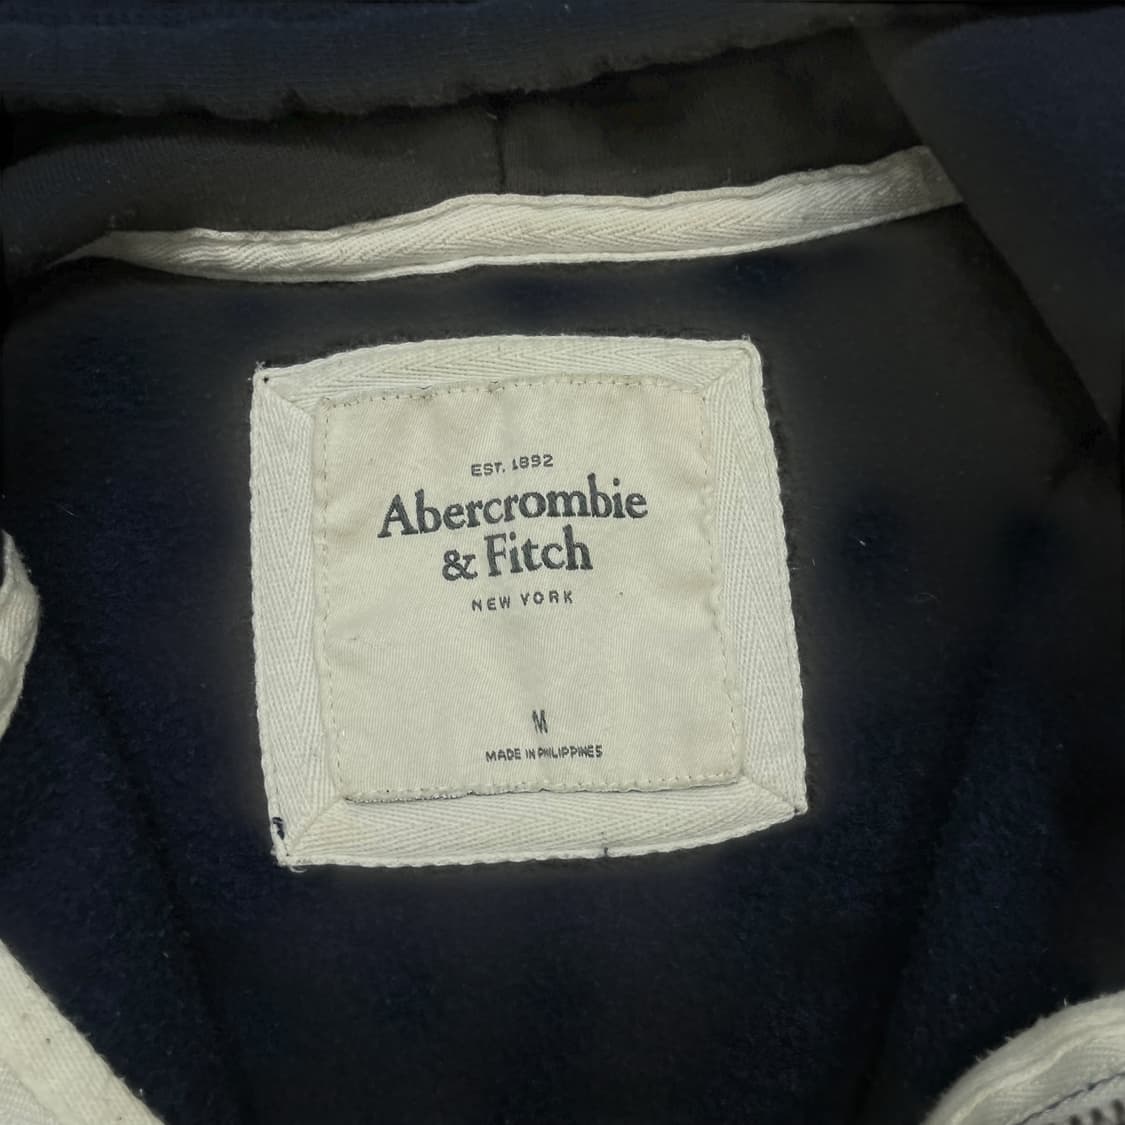 EST. 1892
Abercrombie
& Fitch
NEW YORK
M
MADE IN PHILIPPINES